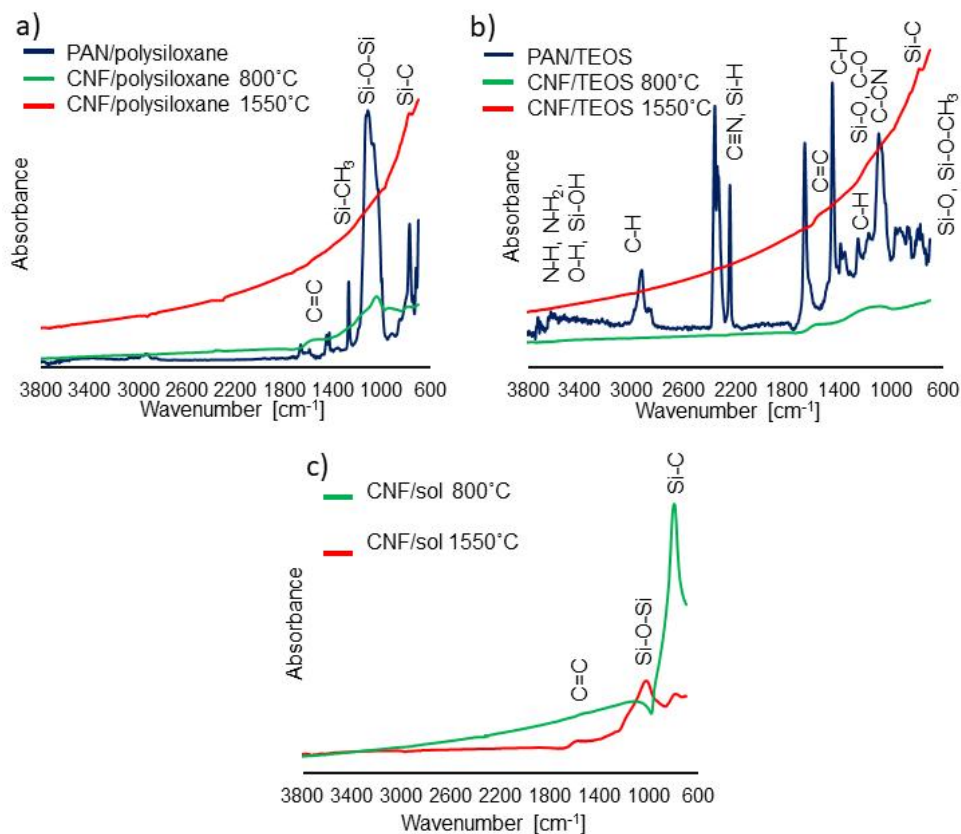 a)
PAN/polysiloxane
CNF/polysiloxane 800˚C
CNF/polysiloxane 1550˚C
Si-O-Si
Si-C
Si-CH3
C=C
Absorbance
3800 3400 3000 2600 2200 1800 1400 1000 600
Wavenumber [cm-1]
b)
PAN/TEOS
CNF/TEOS 800˚C
CNF/TEOS 1550˚C
N-H, N-H2,
O-H, Si-OH
C-H
C≡N, Si-H
C=C
C-H
C-H
Si-O, C-O
C-CN
Si-C
Si-O, Si-O-CH3
Absorbance
3800 3400 3000 2600 2200 1800 1400 1000 600
Wavenumber [cm-1]
c)
CNF/sol 800˚C
CNF/sol 1550˚C
C=C
Si-O-Si
Si-C
Absorbance
3800 3400 3000 2600 2200 1800 1400 1000 600
Wavenumber [cm-1]